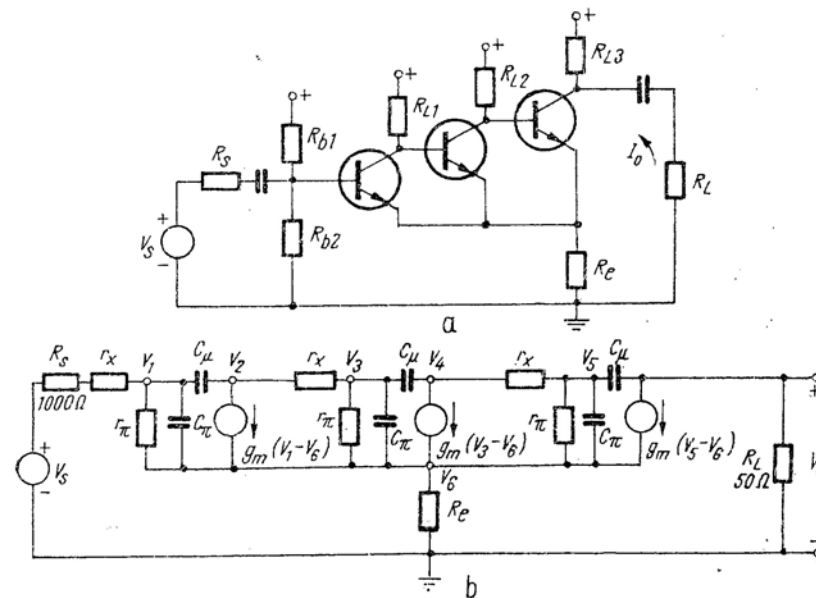 + + +
R_{L1} R_{L2} R_{L3}
R_s R_{b1}
+ V_s - R_{b2} I_o R_L
R_e
a
R_s r_x V_1 C_μ V_2 r_x V_3 C_μ V_4 r_x V_5 C_μ
1000Ω
+ V_s - r_π C_π g_m(V_1-V_6) r_π C_π g_m(V_3-V_6) r_π C_π g_m(V_5-V_6) R_L 50Ω + V -
V_6
R_e
b